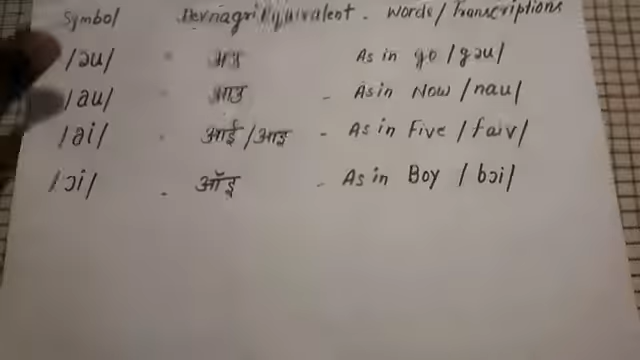 Symbol Devnagri Equivalent. Words/Transcriptions
/əu/ - अउ As in go /gəu/
/au/ - आउ - As in Now /nau/
/ai/ - आई/आइ - As in Five /faiv/
/ɔi/ - ऑइ - As in Boy /bɔi/